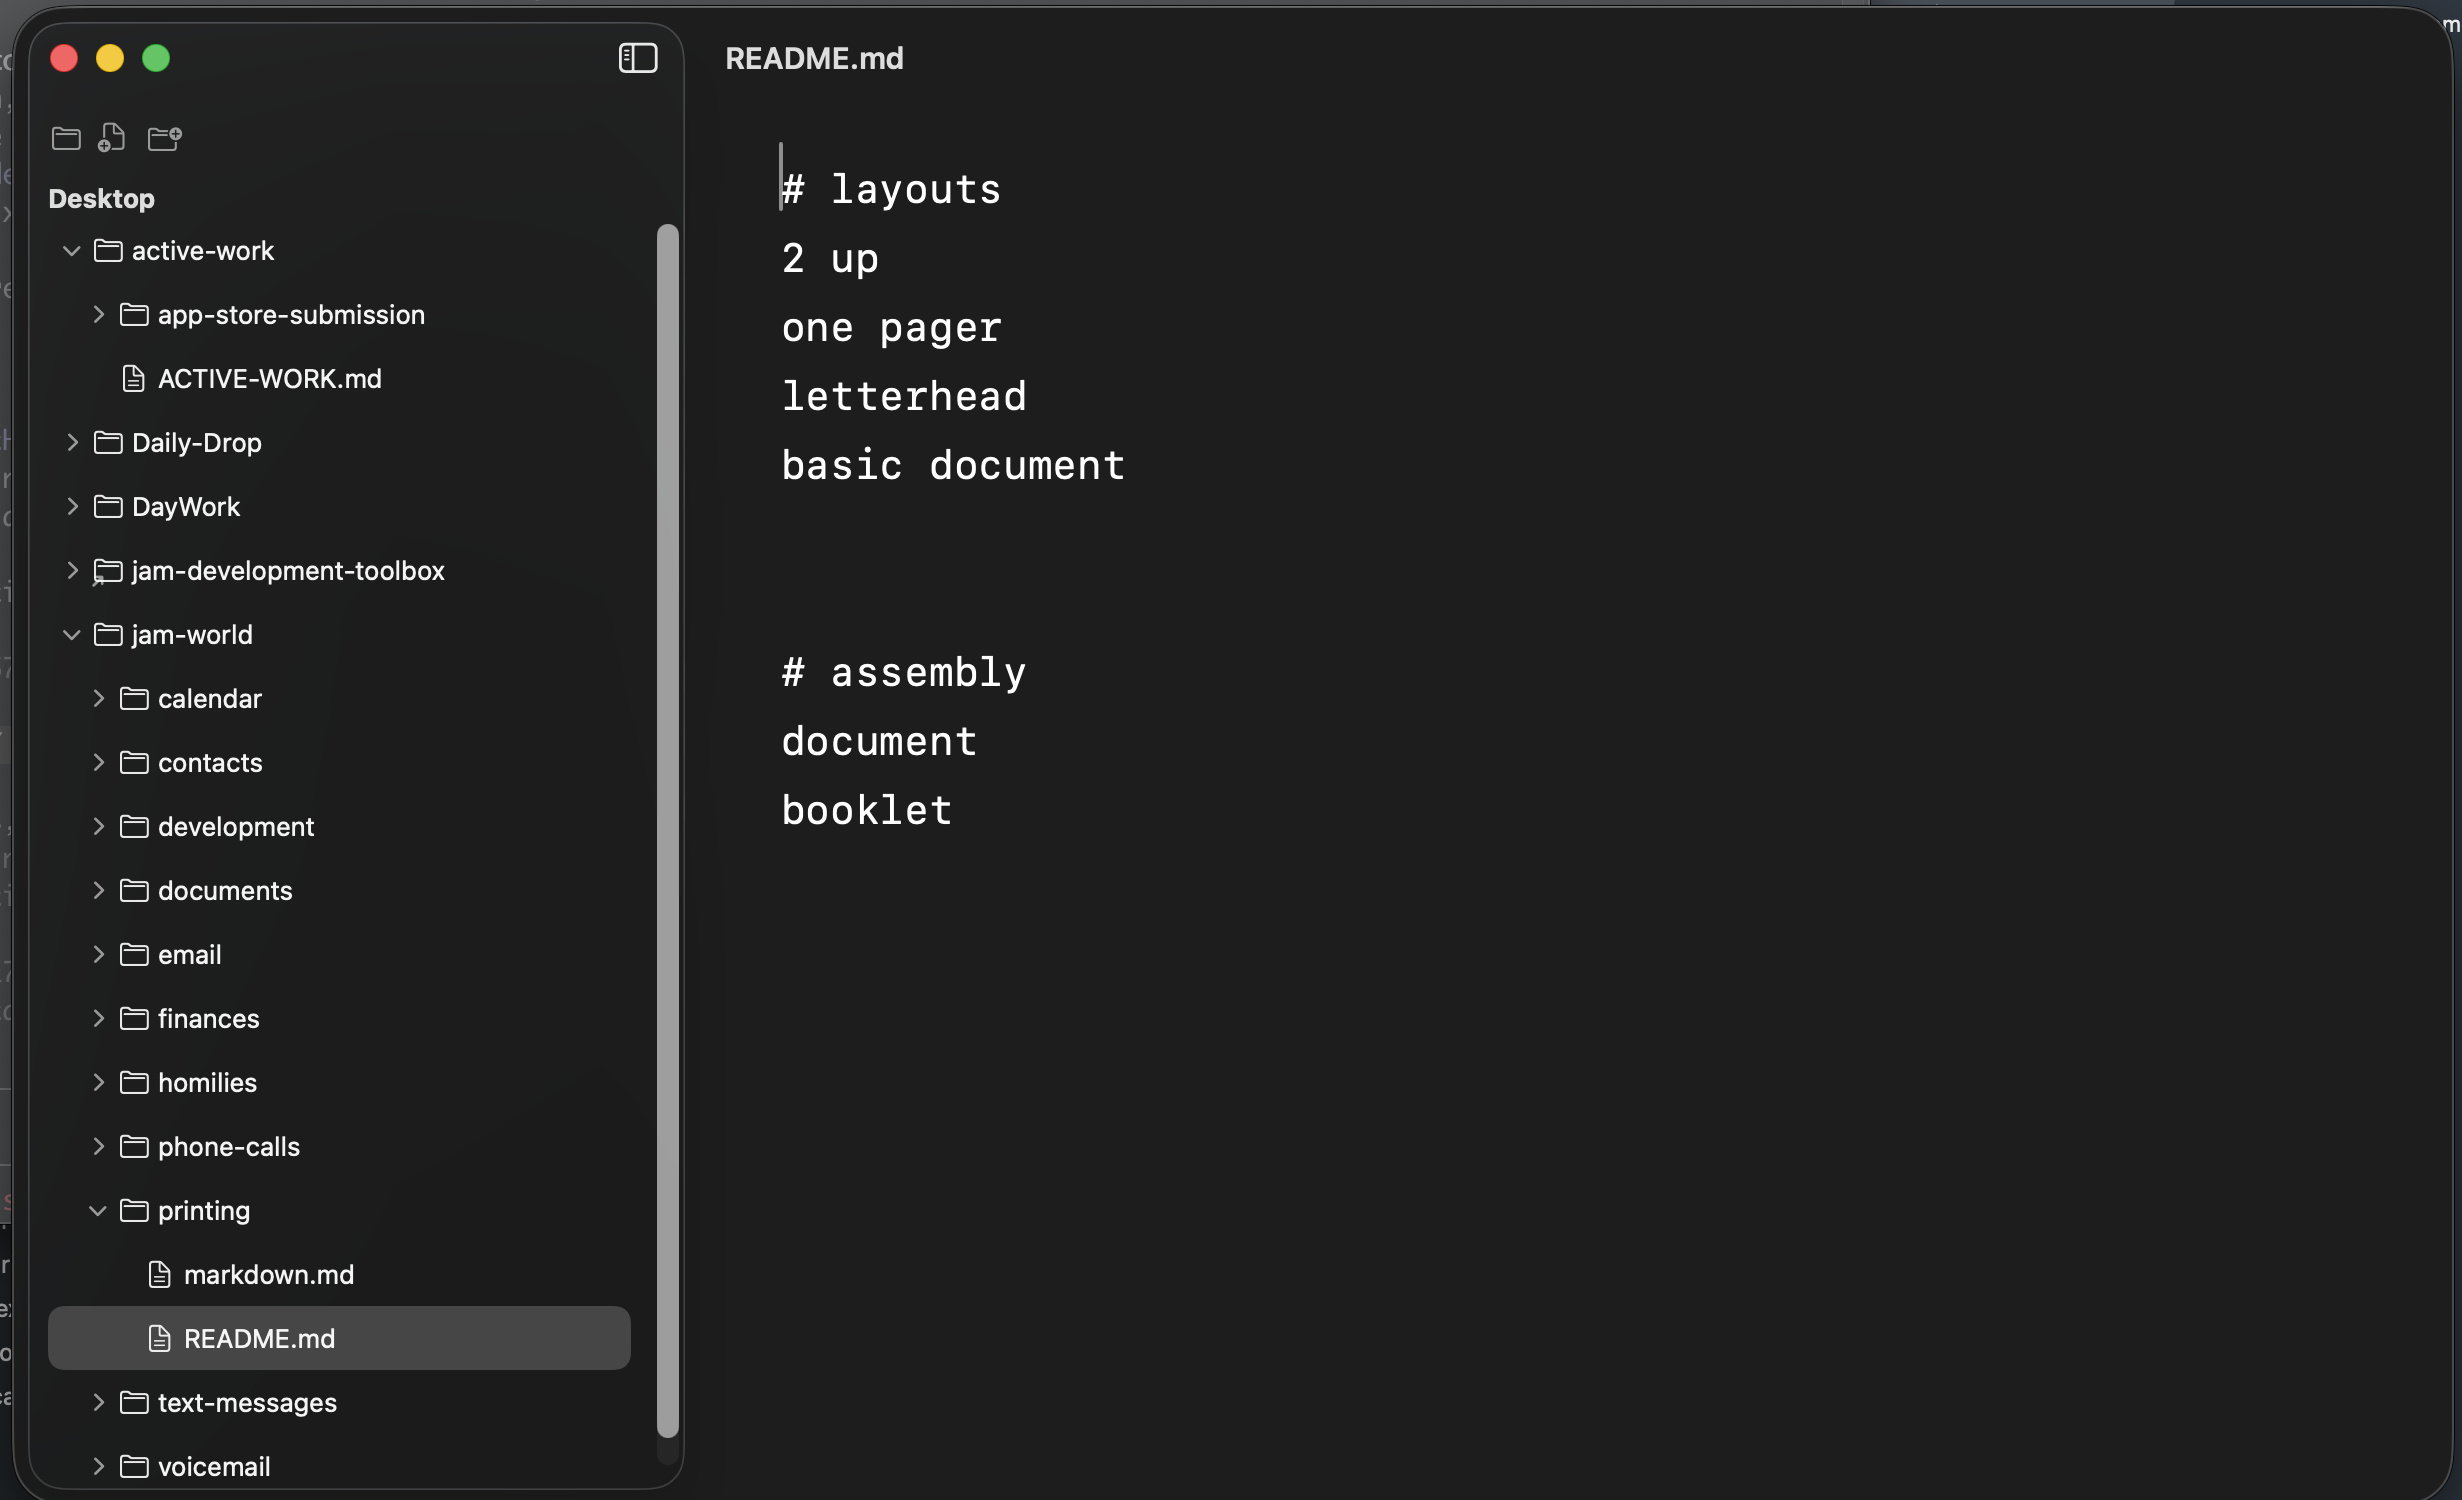 README.md
Desktop
active-work
app-store-submission
ACTIVE-WORK.md
Daily-Drop
DayWork
jam-development-toolbox
jam-world
calendar
contacts
development
documents
email
finances
homilies
phone-calls
printing
markdown.md
README.md
text-messages
voicemail
# layouts
2 up
one pager
letterhead
basic document
# assembly
document
booklet